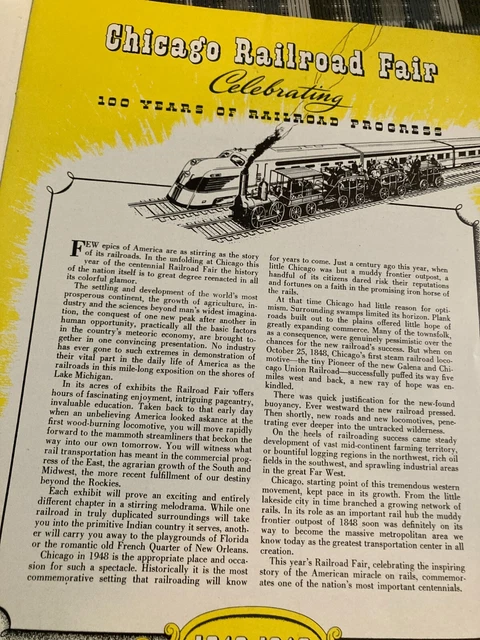 Chicago Railroad Fair
Celebrating
100 YEARS OF RAILROAD PROGRESS
FEW epics of America are as stirring as the story
of its railroads. In the unfolding at Chicago this
year of the centennial Railroad Fair the history
of the nation itself is to great degree reenacted in all
its colorful glamor.
The settling and development of the world's most
prosperous continent, the growth of agriculture, in-
dustry and the sciences beyond man's widest imagina-
tion, the conquest of one new peak after another in
human opportunity, practically all the basic factors
in the country's meteoric economy, are brought to-
gether in one convincing presentation. No industry
has ever gone to such extremes in demonstration of
their vital part in the daily life of America as the
railroads in this mile-long exposition on the shores of
Lake Michigan.
In its acres of exhibits the Railroad Fair offers
hours of fascinating enjoyment, intriguing pageantry,
invaluable education. Taken back to that early day
when an unbelieving America looked askance at the
first wood-burning locomotive, you will move rapidly
forward to the mammoth streamliners that beckon the
way into our own tomorrow. You will witness what
rail transportation has meant in the commercial prog-
ress of the East, the agrarian growth of the South and
Midwest, the more recent fulfillment of our destiny
beyond the Rockies.
Each exhibit will prove an exciting and entirely
different chapter in a stirring melodrama. While one
railroad in truly duplicated surroundings will take
you into the primitive Indian country it serves, anoth-
er will carry you away to the playgrounds of Florida
or the romantic old French Quarter of New Orleans.
Chicago in 1948 is the appropriate place and occa-
sion for such a spectacle. Historically it is the most
commemorative setting that railroading will know
for years to come. Just a century ago this year, when
little Chicago was but a muddy frontier outpost, a
handful of its citizens dared risk their reputations
and fortunes on a faith in the promising iron horse of
the rails.
At that time Chicago had little reason for opti-
mism. Surrounding swamps limited its horizon. Plank
roads built out to the plains offered little hope of
greatly expanding commerce. Many of the townsfolk,
as a consequence, were genuinely pessimistic over the
chances for the new railroad's success. But when on
October 25, 1848, Chicago's first steam railroad loco-
motive—the tiny Pioneer of the new Galena and Chi-
cago Union Railroad—successfully puffed its way five
miles west and back, a new ray of hope was en-
kindled.
There was quick justification for the new-found
buoyancy. Ever westward the new railroad pressed.
Then shortly, new roads and new locomotives, pene-
trating ever deeper into the untracked wilderness.
On the heels of railroading success came steady
development of vast mid-continent farming territory,
or bountiful logging regions in the northwest, rich oil
fields in the southwest, and sprawling industrial areas
in the great Far West.
Chicago, starting point of this tremendous western
movement, kept pace in its growth. From the little
lakeside city in time branched a growing network of
rails. In its role as an important rail hub the muddy
frontier outpost of 1848 soon was definitely on its
way to become the massive metropolitan area we
know today as the greatest transportation center in all
creation.
This year's Railroad Fair, celebrating the inspiring
story of the American miracle on rails, commemor-
ates one of the nation's most important centennials.